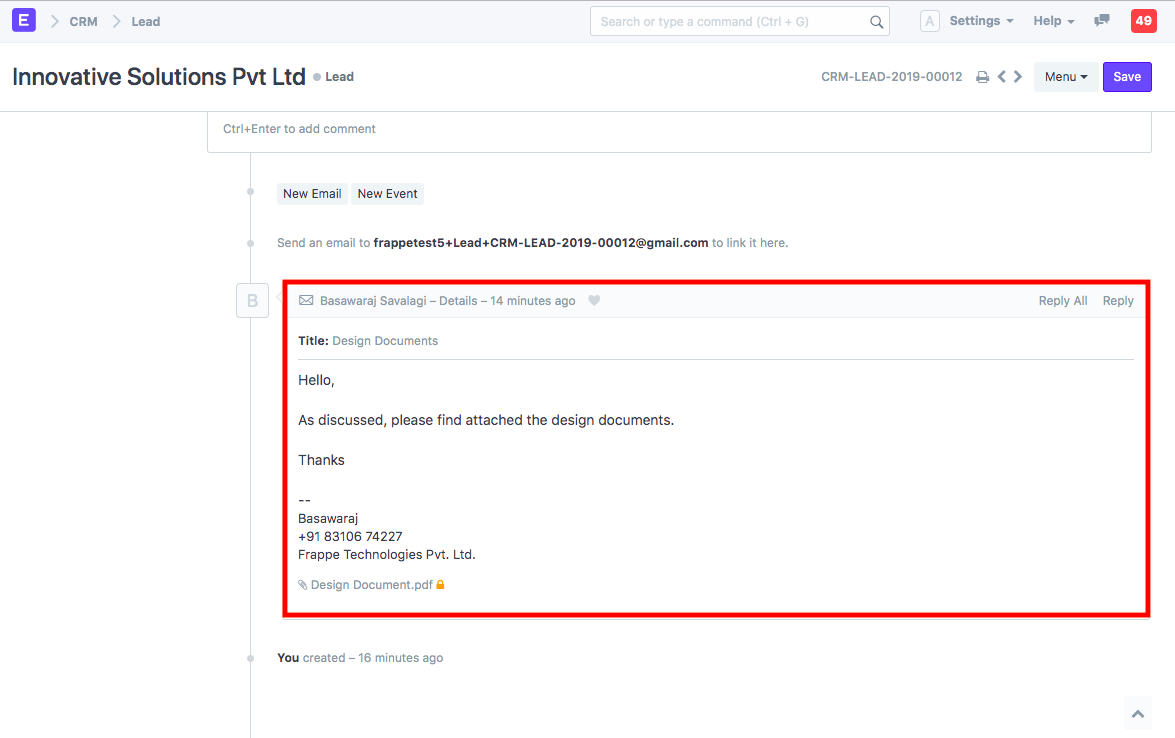 E CRM Lead Search or type a command (Ctrl + G) A Settings Help 49
Innovative Solutions Pvt Ltd Lead CRM-LEAD-2019-00012 Menu Save
Ctrl+Enter to add comment
New Email New Event
Send an email to frappetest5+Lead+CRM-LEAD-2019-00012@gmail.com to link it here.
B Basawaraj Savalagi – Details – 14 minutes ago Reply All Reply
Title: Design Documents
Hello,
As discussed, please find attached the design documents.
Thanks
--
Basawaraj
+91 83106 74227
Frappe Technologies Pvt. Ltd.
Design Document.pdf
You created – 16 minutes ago